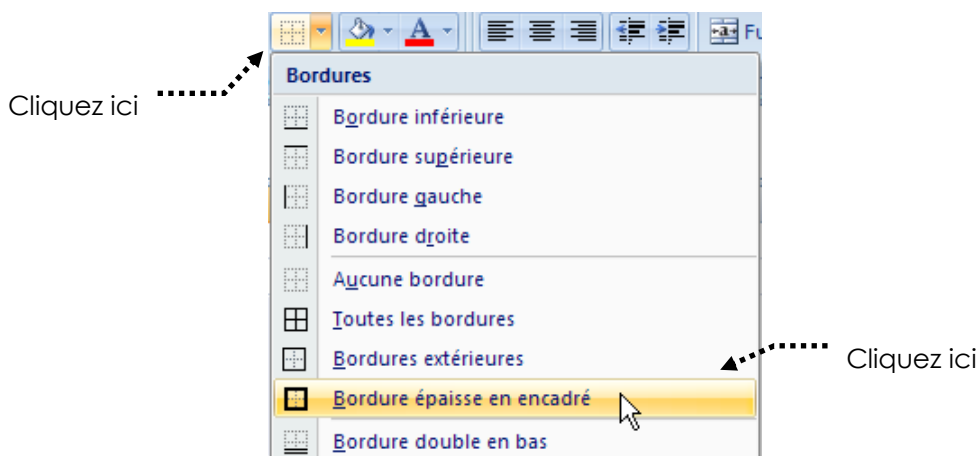 A
a
Fu
Bordures
Cliquez ici
Bordure inférieure
Bordure supérieure
Bordure gauche
Bordure droite
Aucune bordure
Toutes les bordures
Bordures extérieures
Cliquez ici
Bordure épaisse en encadré
Bordure double en bas